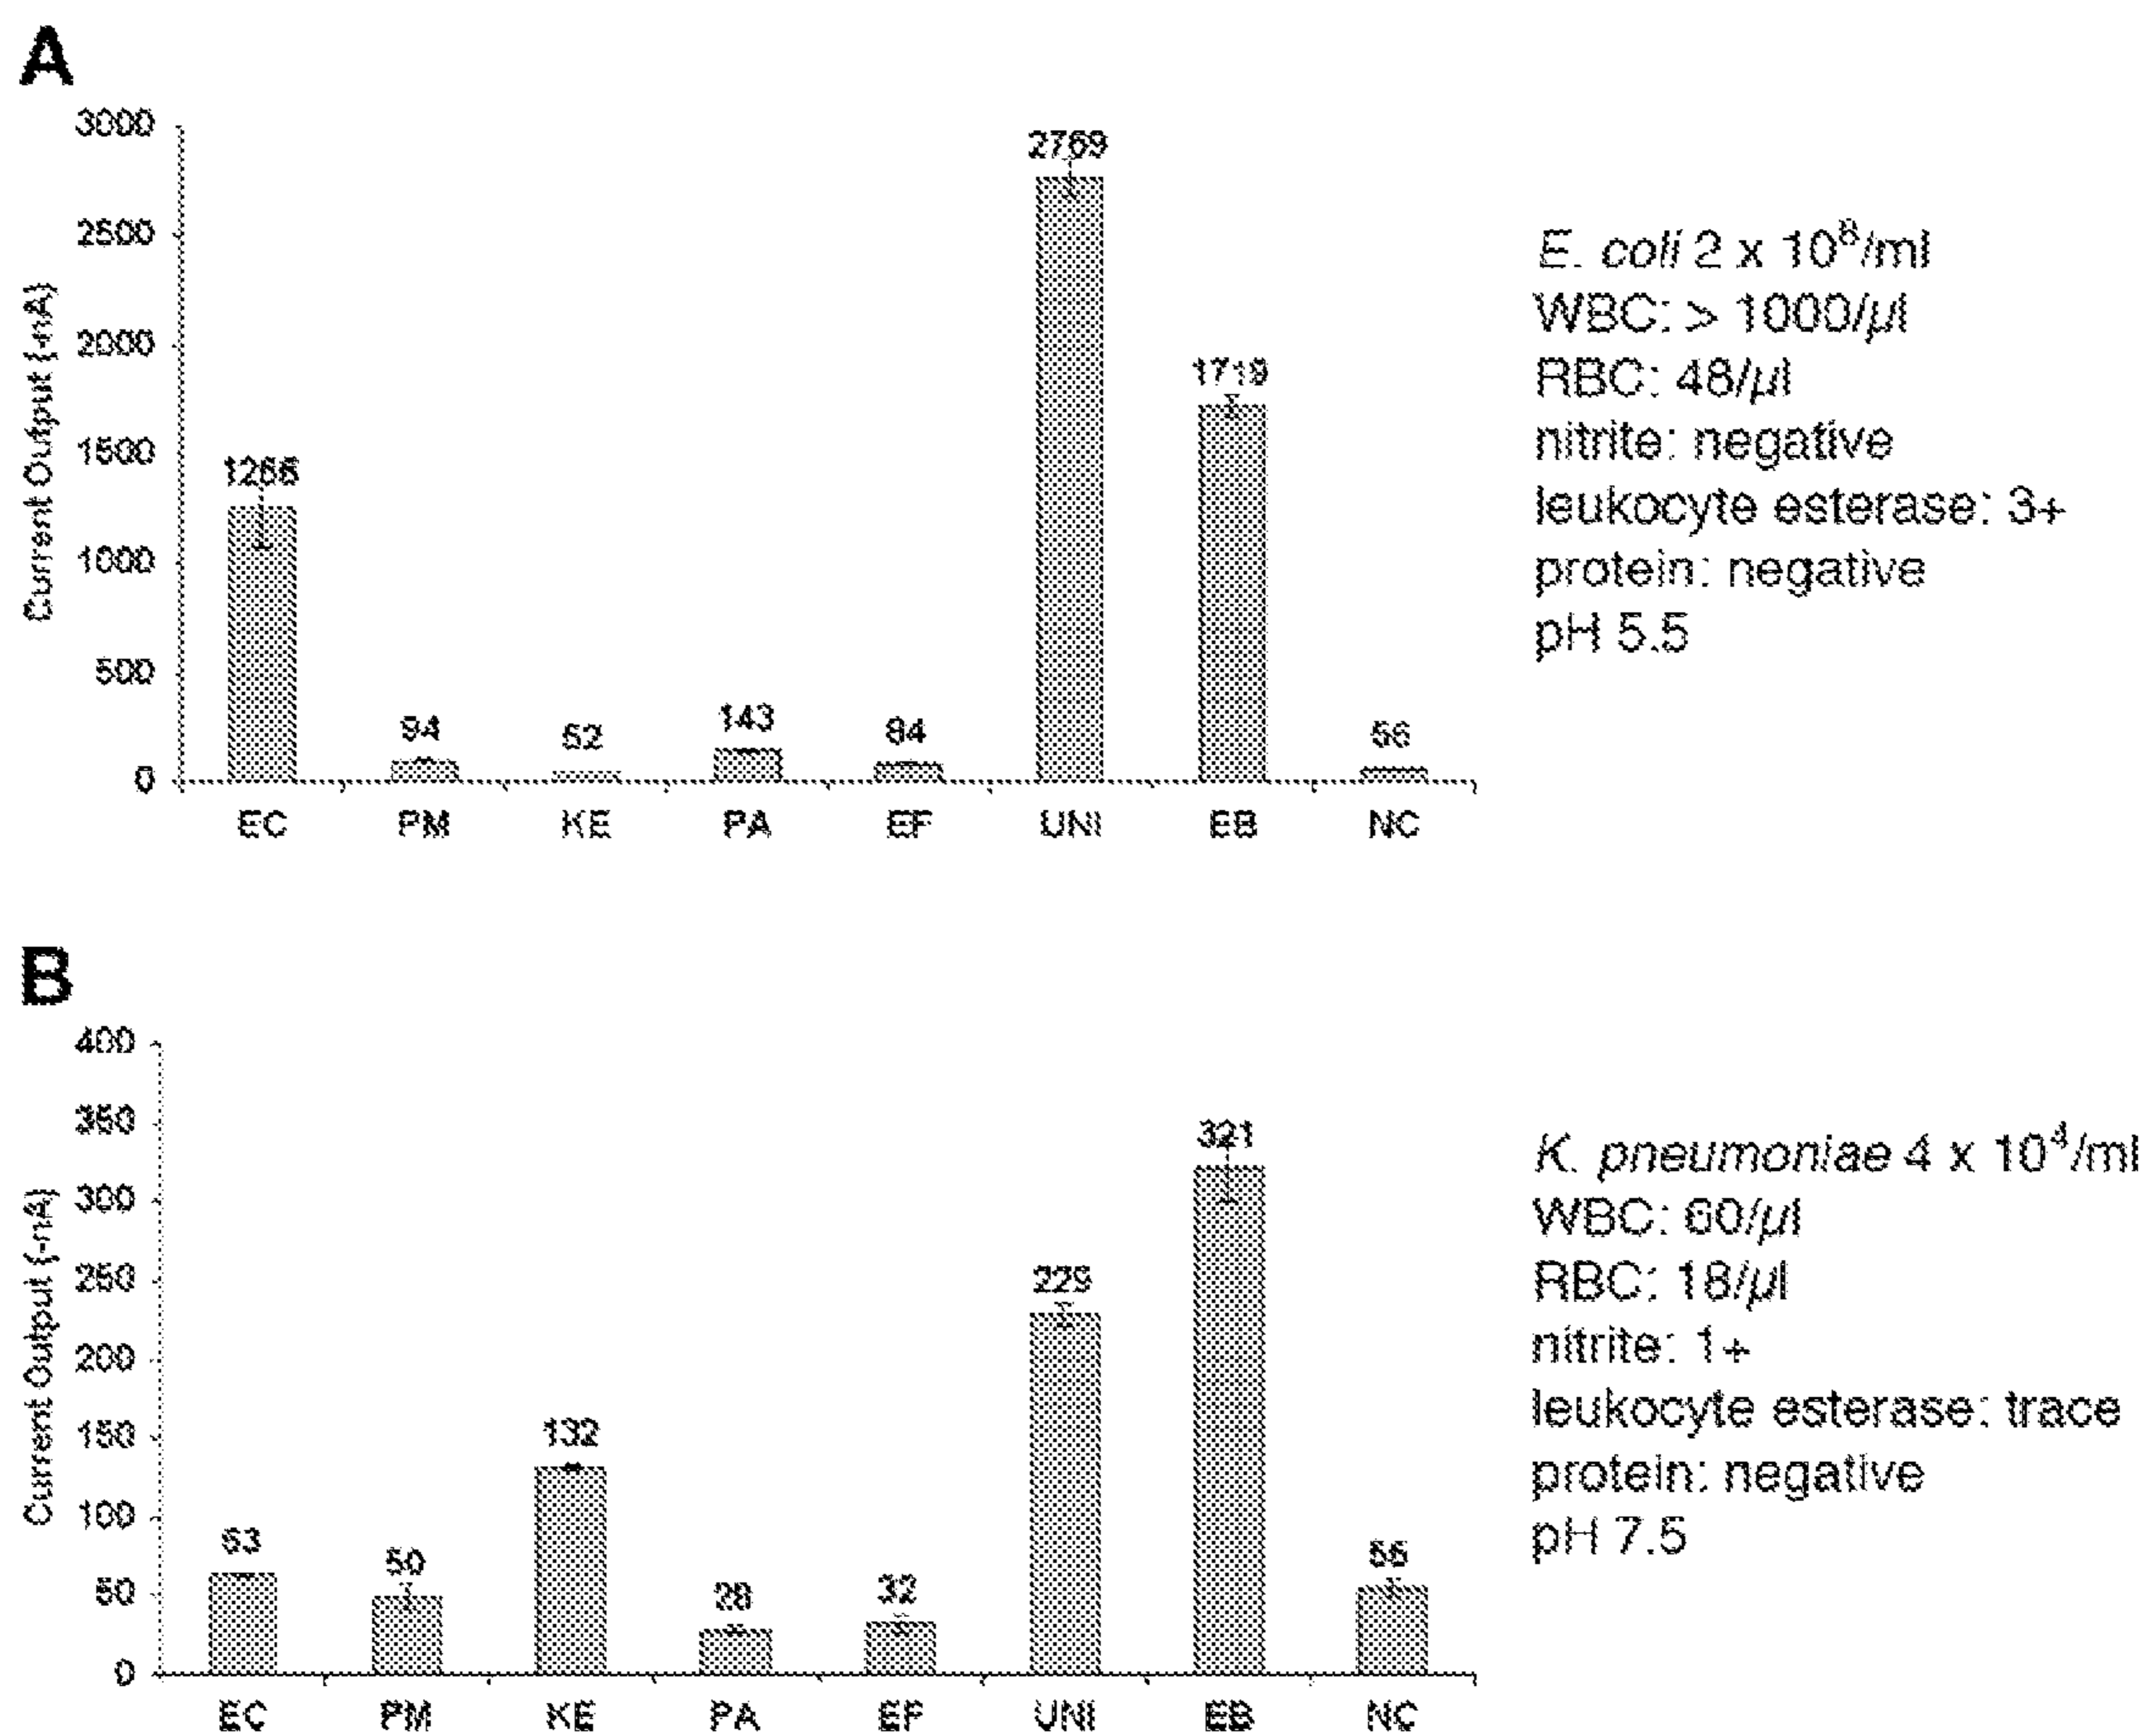 A
3000
2500
2000
1500
1000
500
0
Current Output (-nA)
94
52
143
84
2769
1719
56
EC PM KE PA EF UNI EB NC
E. coli 2 x 10⁸/ml
WBC: > 1000/µl
RBC: 48/µl
nitrite: negative
leukocyte esterase: 3+
protein: negative
pH 5.5
B
400
350
300
250
200
150
100
50
0
Current Output (-nA)
63
50
132
28
32
229
321
55
EC PM KE PA EF UNI EB NC
K. pneumoniae 4 x 10⁴/ml
WBC: 60/µl
RBC: 18/µl
nitrite: 1+
leukocyte esterase: trace
protein: negative
pH 7.5